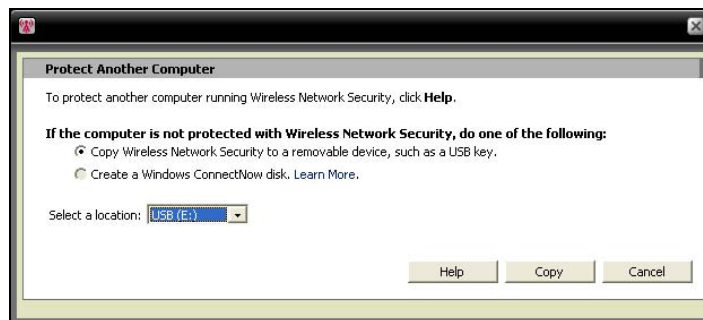 Protect Another Computer
To protect another computer running Wireless Network Security, click Help.
If the computer is not protected with Wireless Network Security, do one of the following:
Copy Wireless Network Security to a removable device, such as a USB key.
Create a Windows ConnectNow disk. Learn More.
Select a location: USB (E:)
Help Copy Cancel